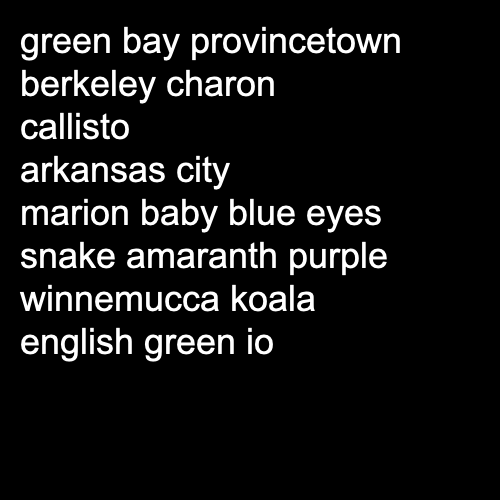 green bay provincetown
berkeley charon
callisto
arkansas city
marion baby blue eyes
snake amaranth purple
winnemucca koala
english green io